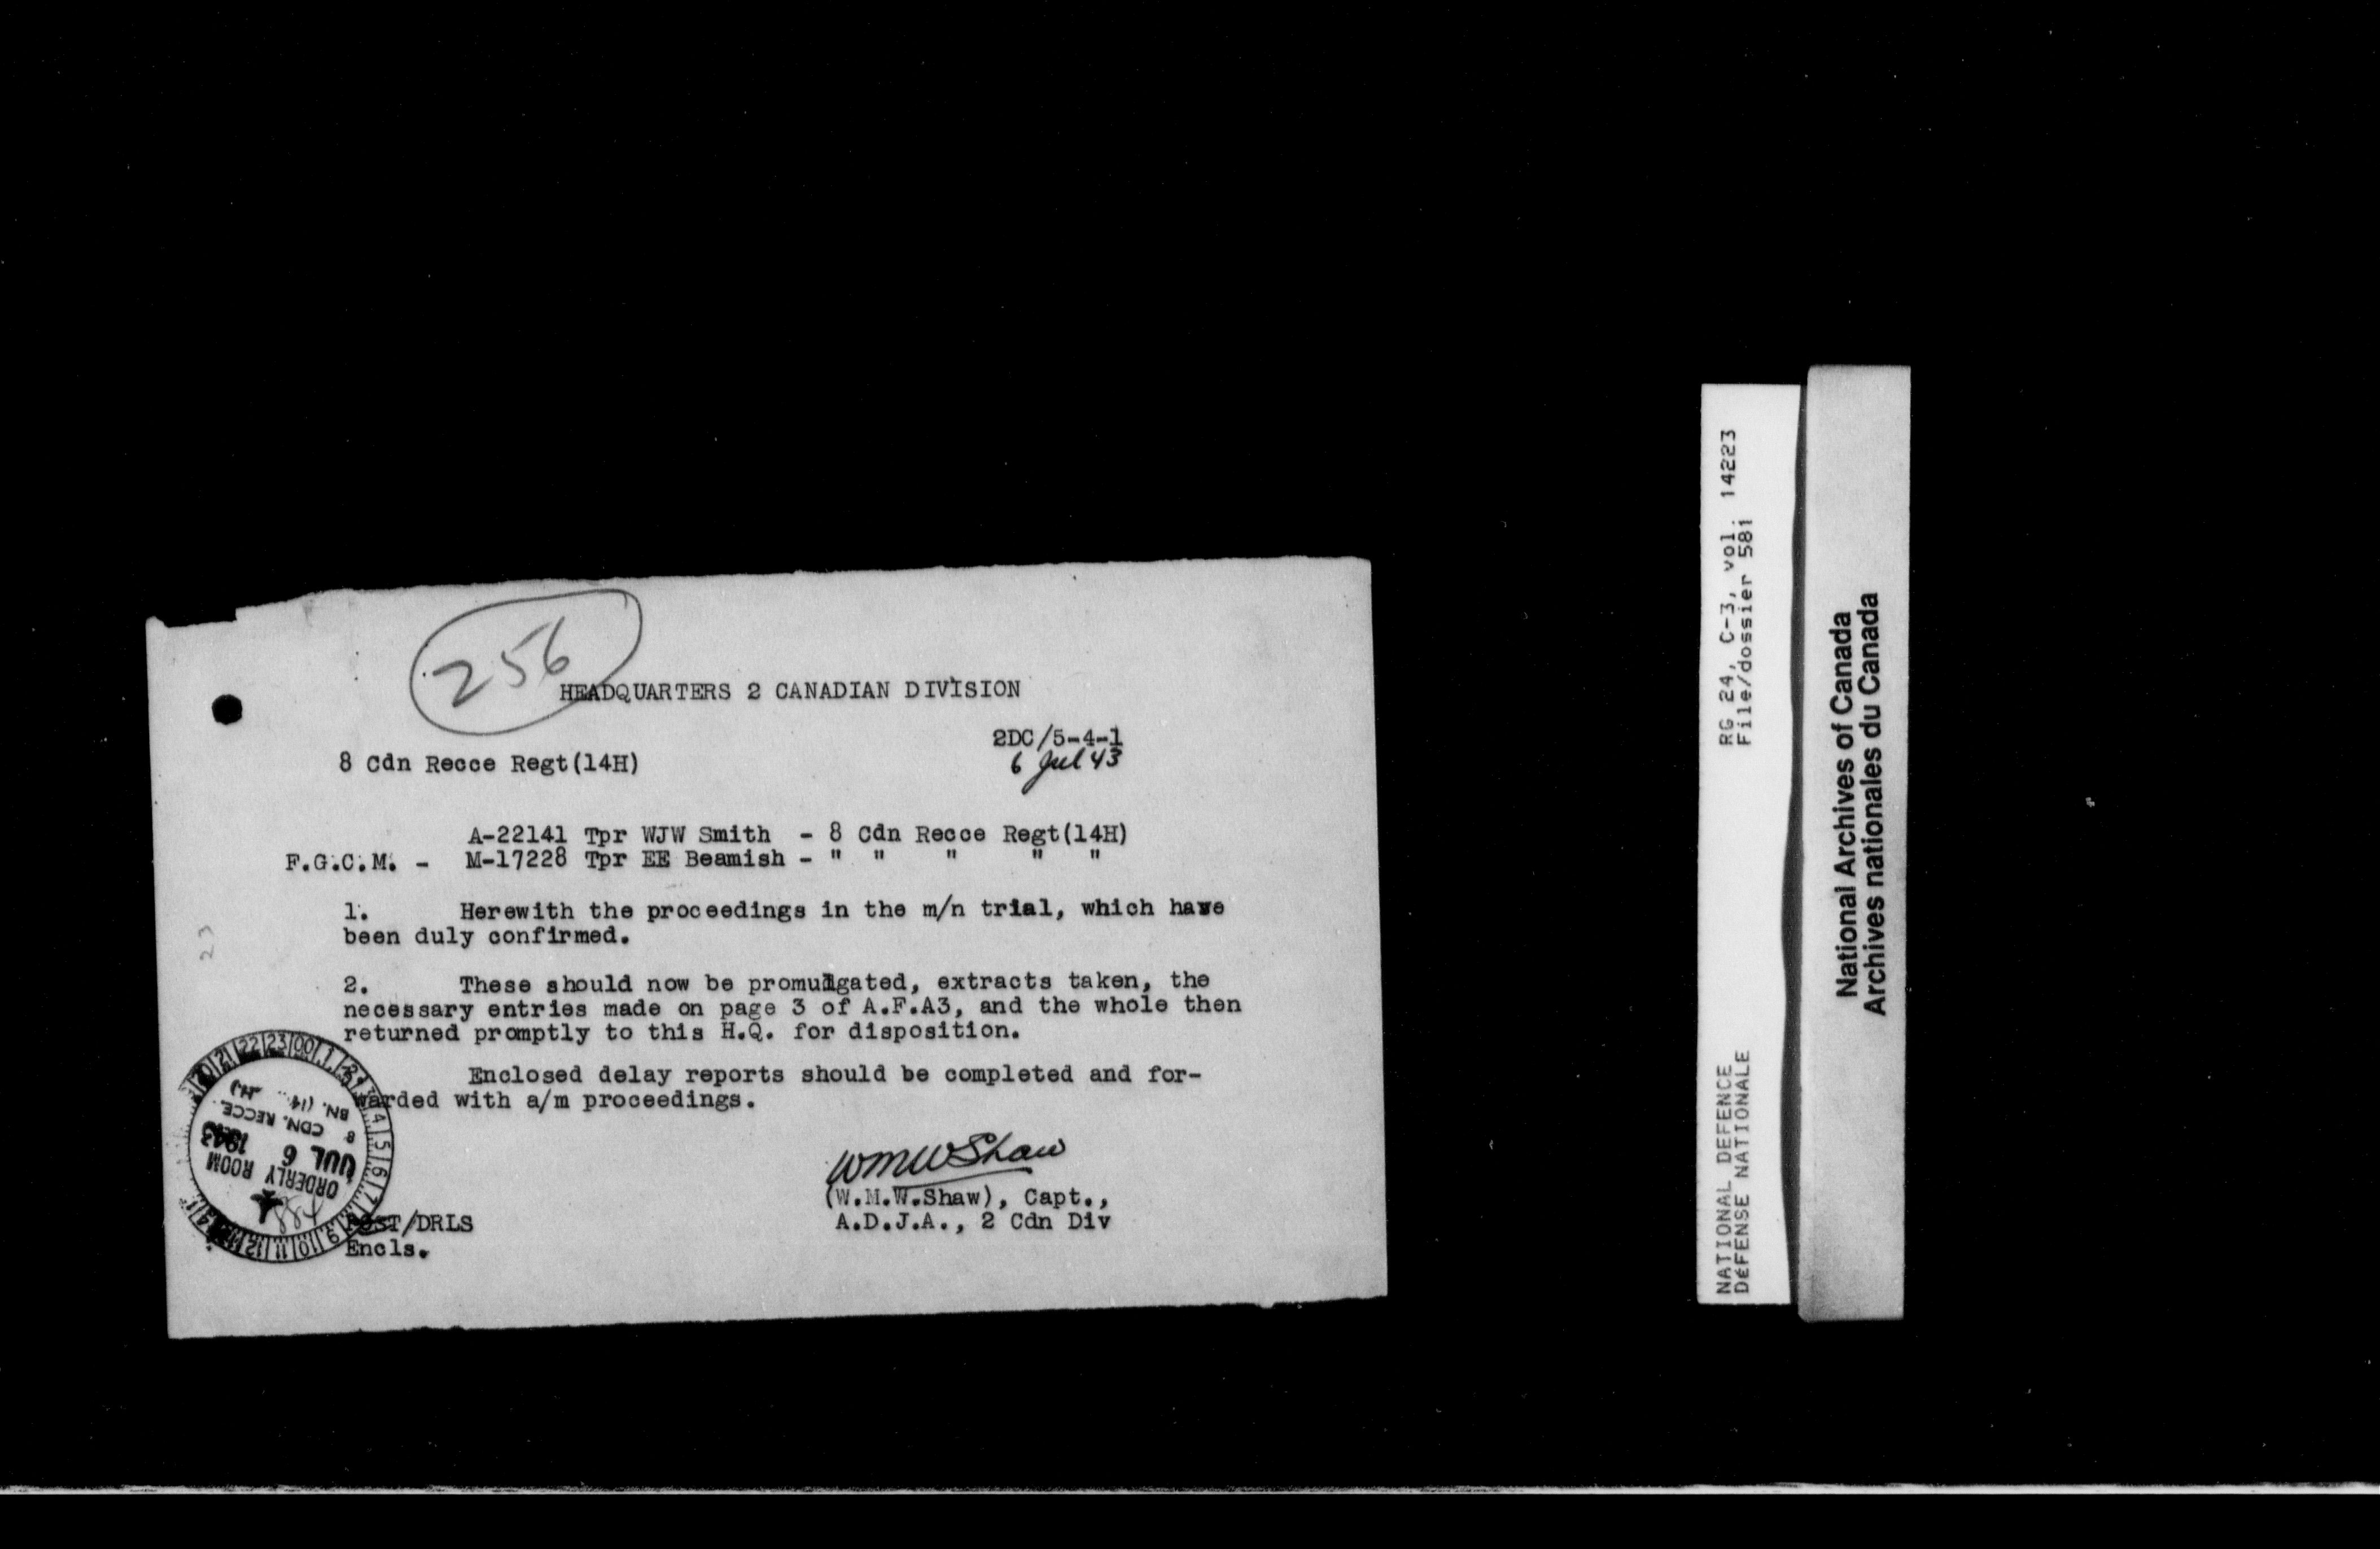 256
HEADQUARTERS 2 CANADIAN DIVISION
2DC/5-4-1
8 Cdn Recce Regt(14H)
6 Jul 43
A-22141 Tpr WJW Smith - 8 Cdn Recce Regt(14H)
F.G.C.M. - M-17228 Tpr EE Beamish - " " " " "
1. Herewith the proceedings in the m/n trial, which have
been duly confirmed.
23
2. These should now be promulgated, extracts taken, the
necessary entries made on page 3 of A.F.A3, and the whole then
returned promptly to this H.Q. for disposition.
Enclosed delay reports should be completed and for-
warded with a/m proceedings.
ORDERLY ROOM
JUL 6 1943
8 CDN. RECCE.
BN. (14 H.)
WMWShaw
(W.M.W.Shaw), Capt.,
A.D.J.A., 2 Cdn Div
POST/DRLS
Encls.
RG 24, C-3, vol. 14223
File/dossier 581
NATIONAL DEFENCE
DÉFENSE NATIONALE
National Archives of Canada
Archives nationales du Canada